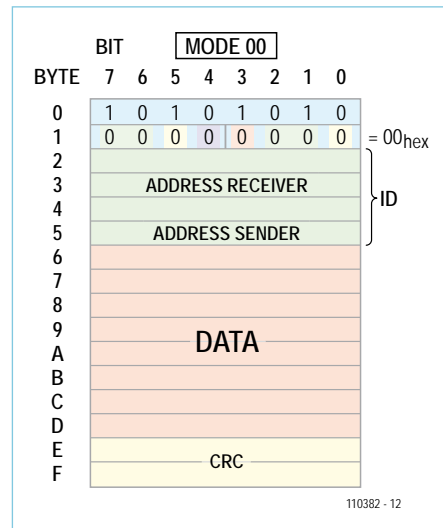 BIT MODE 00
BYTE 7 6 5 4 3 2 1 0
0 1 0 1 0 1 0 1 0
1 0 0 0 0 0 0 0 0 = 00hex
2
3 ADDRESS RECEIVER
4 ID
5 ADDRESS SENDER
6
7
8
9
DATA
A
B
C
D
E
CRC
F
110382 - 12